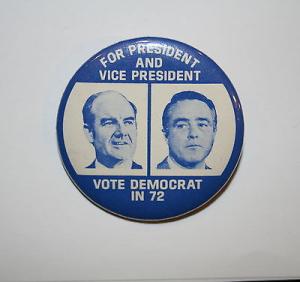 FOR PRESIDENT
AND
VICE PRESIDENT
VOTE DEMOCRAT
IN 72